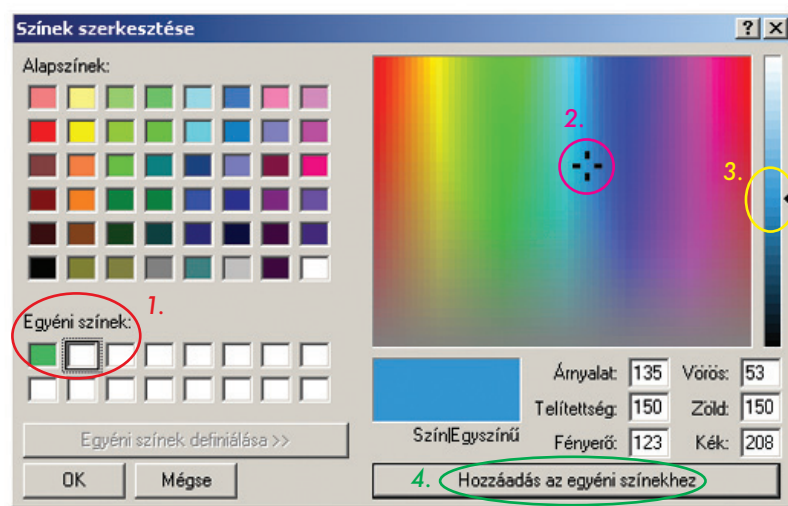 Színek szerkesztése
? ×
Alapszínek:
2.
3.
1.
Egyéni színek:
Árnyalat: 135 Vörös: 53
Telítettség: 150 Zöld: 150
Szín|Egyszínű Fényerő: 123 Kék: 208
Egyéni színek definiálása >>
OK Mégse
4. Hozzáadás az egyéni színekhez